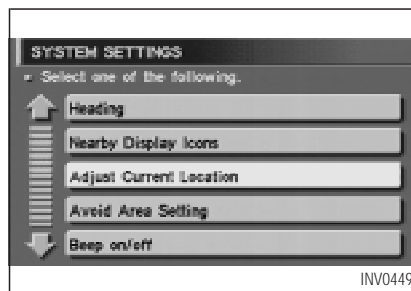 SYSTEM SETTINGS
Select one of the following.
Heading
Nearby Display Icons
Adjust Current Location
Avoid Area Setting
Beep on/off
INV0449